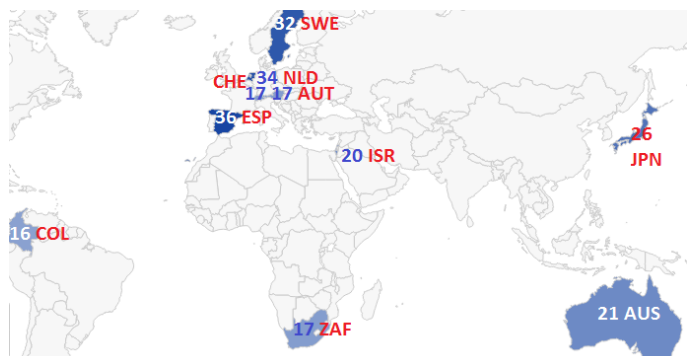 32 SWE
CHE 34 NLD
17 17 AUT
36 ESP
26
JPN
20 ISR
16 COL
21 AUS
17 ZAF